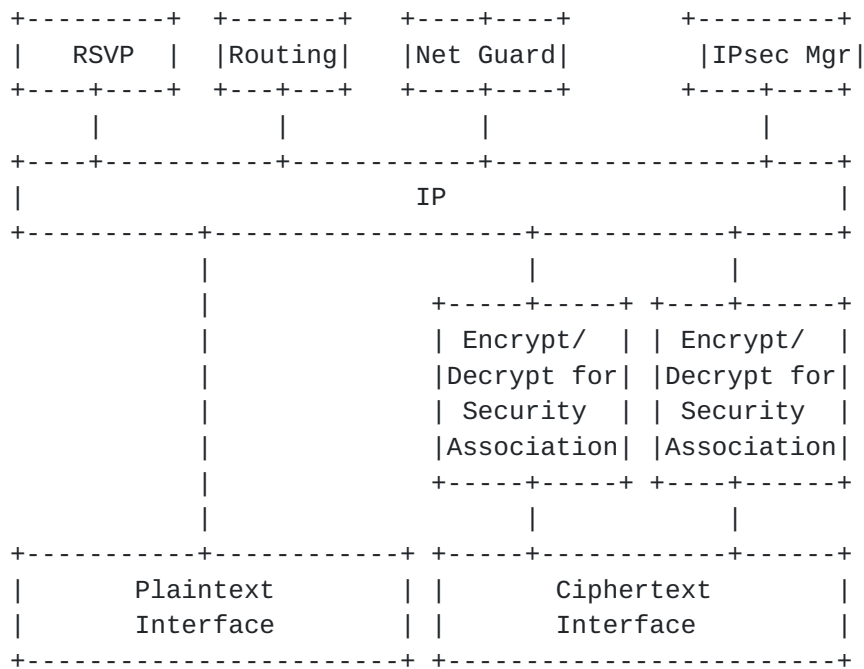 RSVP Routing Net Guard IPsec Mgr
IP
Encrypt/ Encrypt/
Decrypt for Decrypt for
Security Security
Association Association
Plaintext Ciphertext
Interface Interface